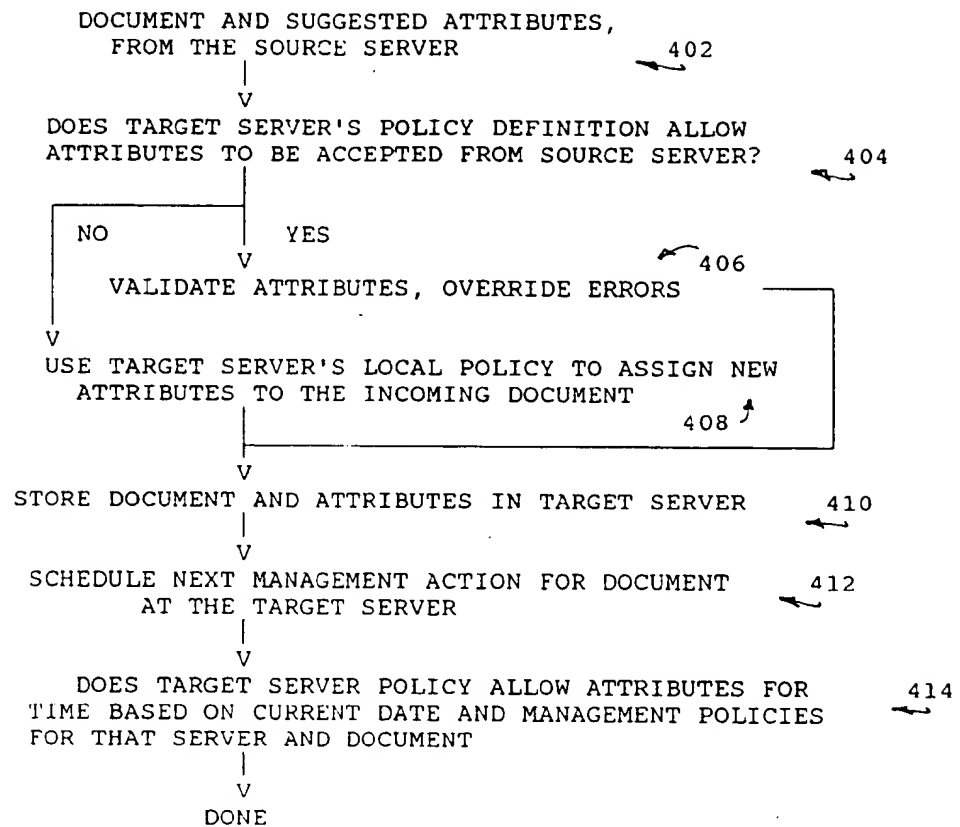 DOCUMENT AND SUGGESTED ATTRIBUTES,
FROM THE SOURCE SERVER
402
V
DOES TARGET SERVER'S POLICY DEFINITION ALLOW
ATTRIBUTES TO BE ACCEPTED FROM SOURCE SERVER?
404
NO YES
V
406
VALIDATE ATTRIBUTES, OVERRIDE ERRORS
V
USE TARGET SERVER'S LOCAL POLICY TO ASSIGN NEW
ATTRIBUTES TO THE INCOMING DOCUMENT
408
V
STORE DOCUMENT AND ATTRIBUTES IN TARGET SERVER 410
V
SCHEDULE NEXT MANAGEMENT ACTION FOR DOCUMENT 412
AT THE TARGET SERVER
V
DOES TARGET SERVER POLICY ALLOW ATTRIBUTES FOR 414
TIME BASED ON CURRENT DATE AND MANAGEMENT POLICIES
FOR THAT SERVER AND DOCUMENT
V
DONE